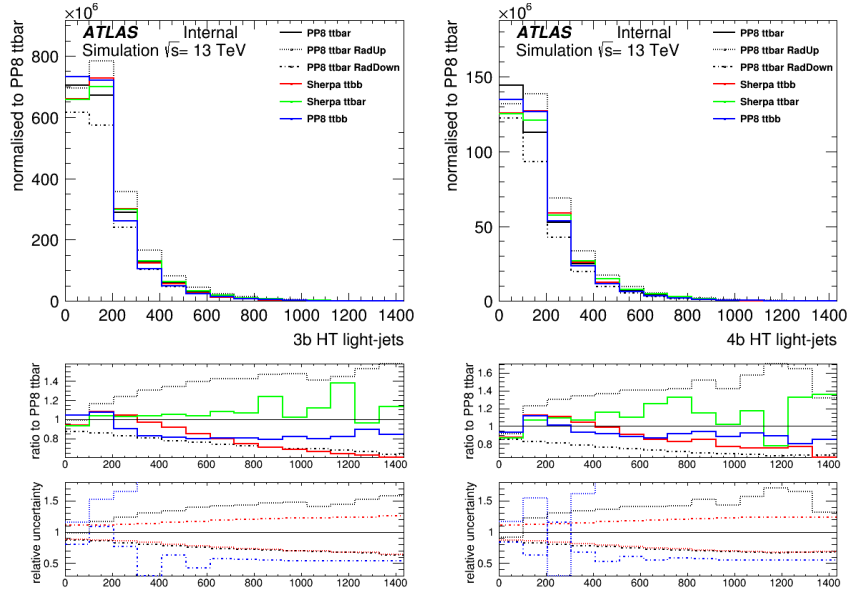 ×10⁶
ATLAS Internal
Simulation √s= 13 TeV
PP8 ttbar
PP8 ttbar RadUp
PP8 ttbar RadDown
Sherpa ttbb
Sherpa ttbar
PP8 ttbb
normalised to PP8 ttbar
800
600
400
200
0
0 200 400 600 800 1000 1200 1400
3b HT light-jets
ratio to PP8 ttbar
1.4
1.2
1
0.8
0 200 400 600 800 1000 1200 1400
relative uncertainty
1.5
1
0.5
0 200 400 600 800 1000 1200 1400
×10⁶
ATLAS Internal
Simulation √s= 13 TeV
PP8 ttbar
PP8 ttbar RadUp
PP8 ttbar RadDown
Sherpa ttbb
Sherpa ttbar
PP8 ttbb
normalised to PP8 ttbar
150
100
50
0
0 200 400 600 800 1000 1200 1400
4b HT light-jets
ratio to PP8 ttbar
1.6
1.4
1.2
1
0.8
0 200 400 600 800 1000 1200 1400
relative uncertainty
1.5
1
0.5
0 200 400 600 800 1000 1200 1400